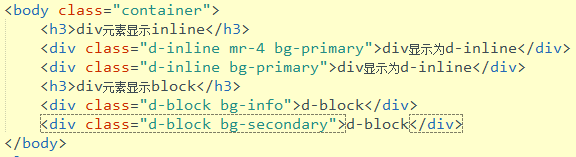 <body class="container">
<h3>div元素显示inline</h3>
<div class="d-inline mr-4 bg-primary">div显示为d-inline</div>
<div class="d-inline bg-primary">div显示为d-inline</div>
<h3>div元素显示block</h3>
<div class="d-block bg-info">d-block</div>
<div class="d-block bg-secondary">d-block</div>
</body>